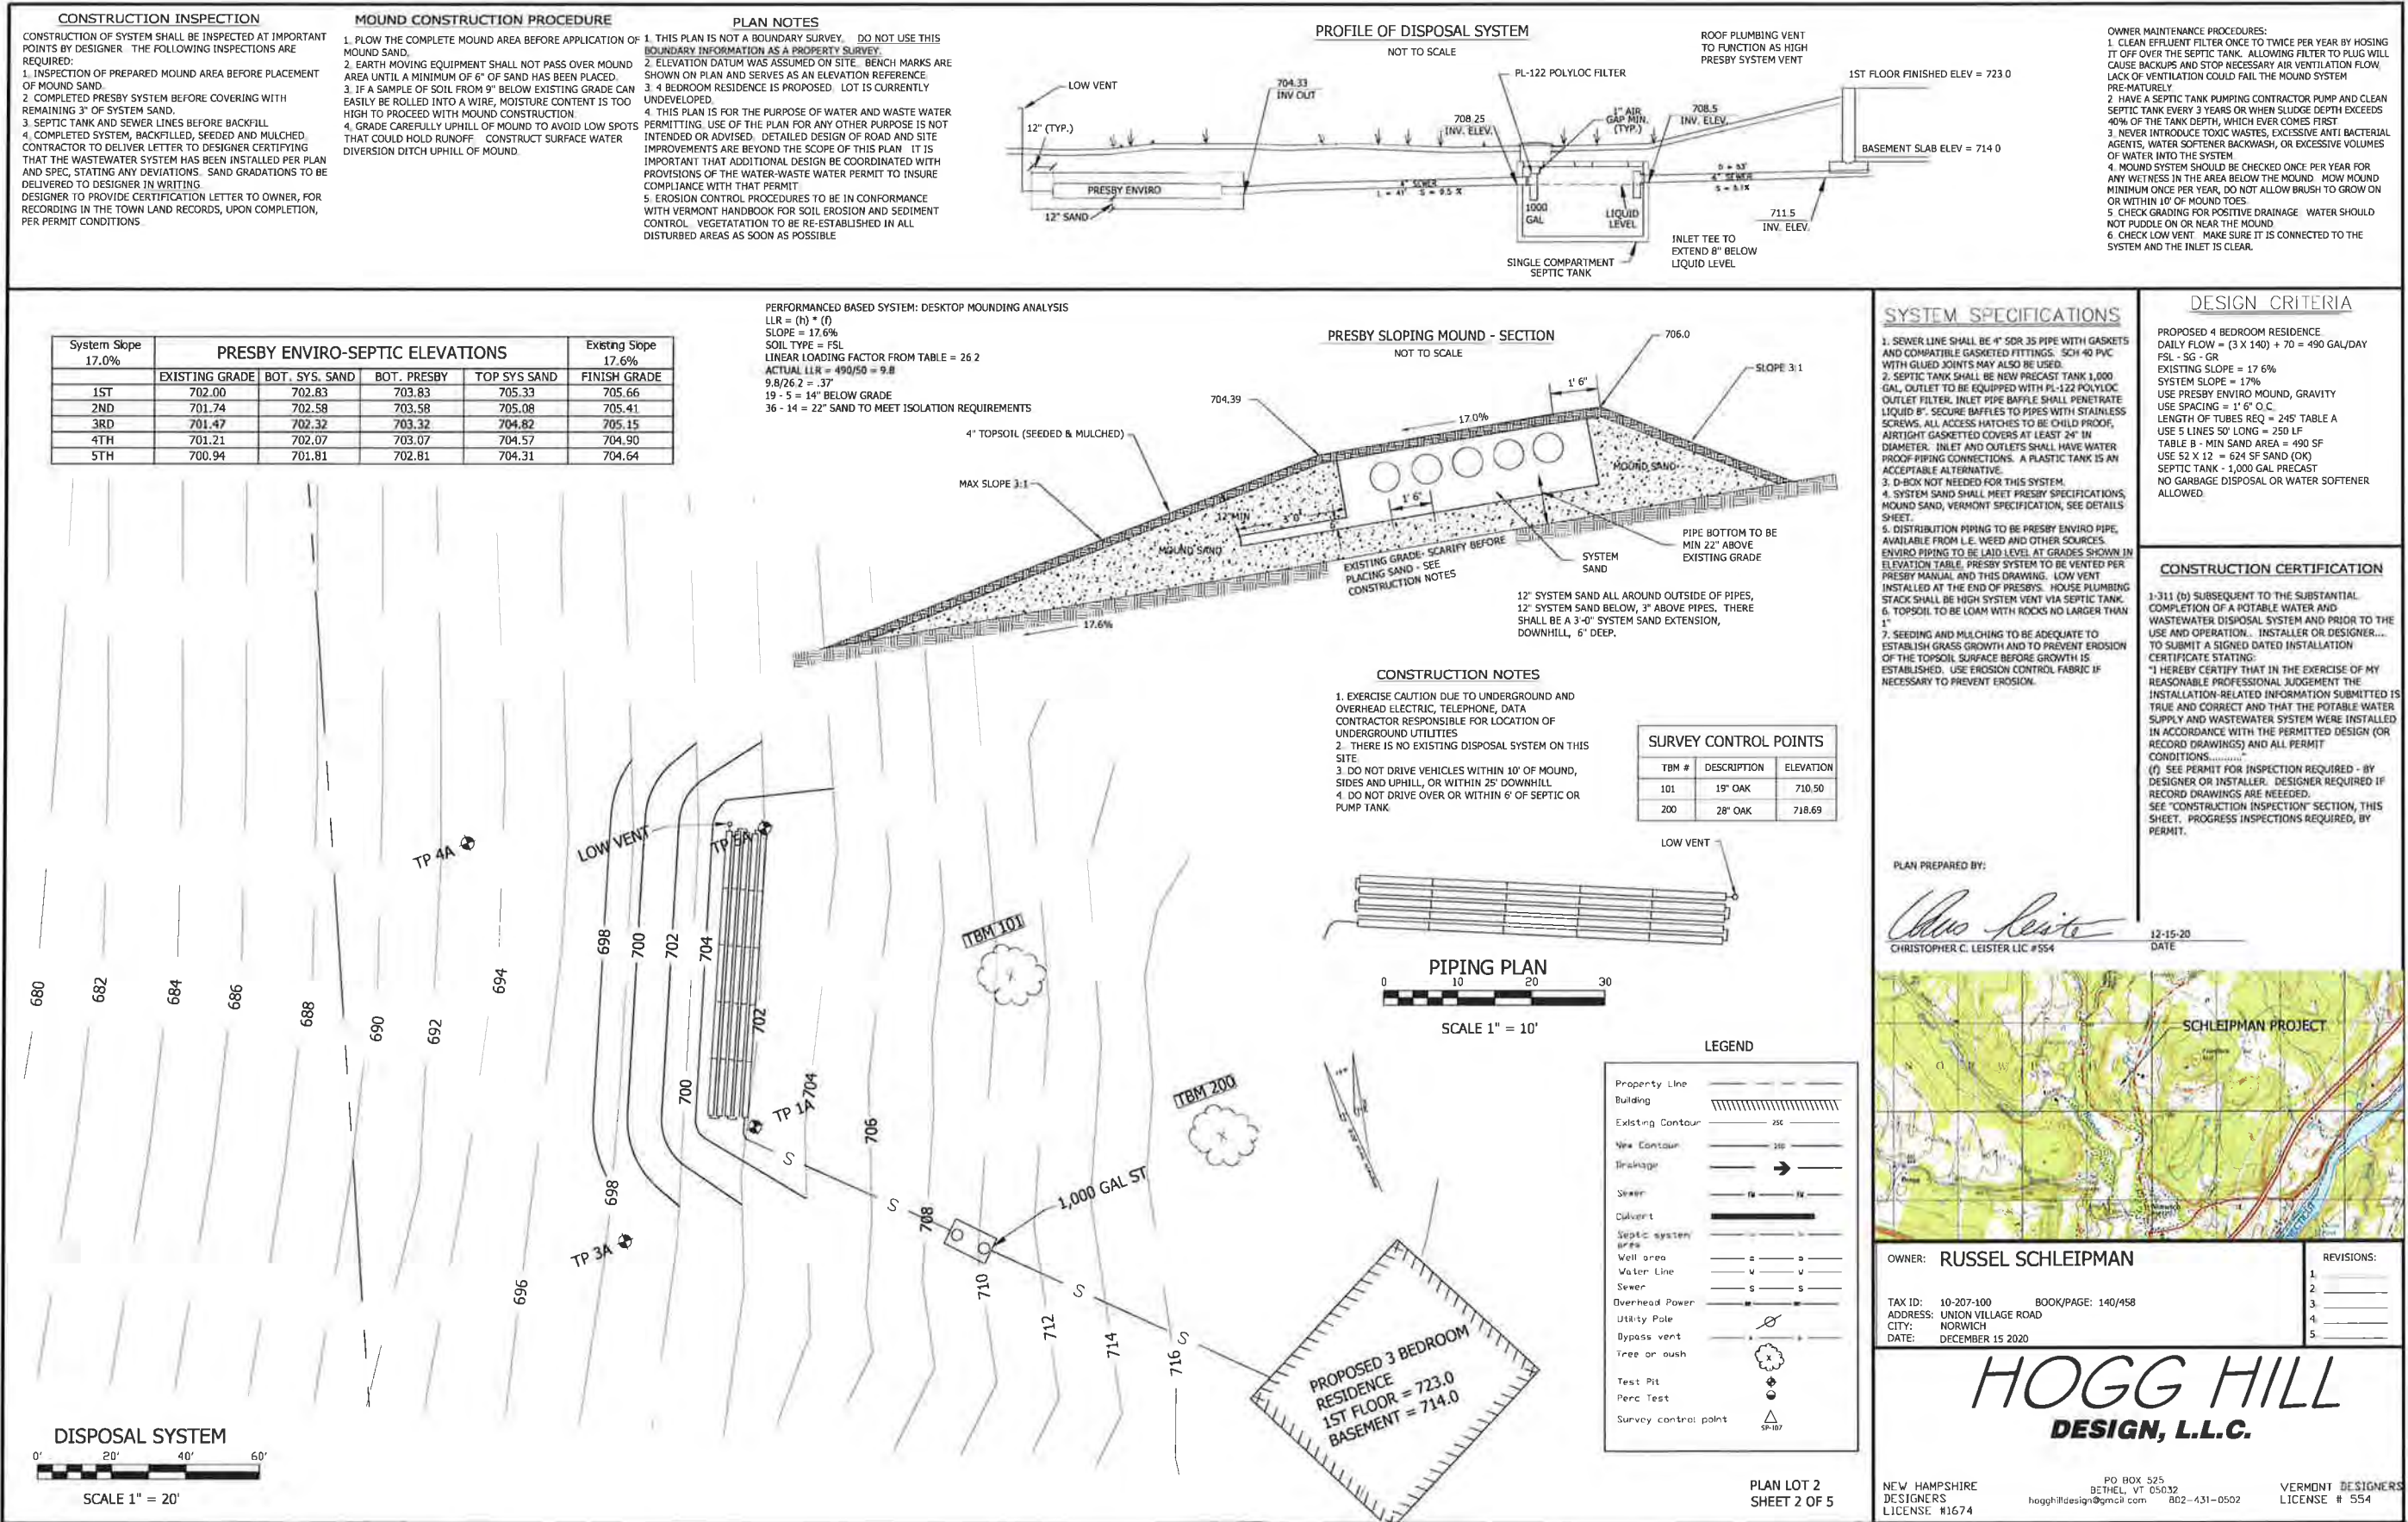 CONSTRUCTION INSPECTION
CONSTRUCTION OF SYSTEM SHALL BE INSPECTED AT IMPORTANT
POINTS BY DESIGNER THE FOLLOWING INSPECTIONS ARE
REQUIRED:
1. INSPECTION OF PREPARED MOUND AREA BEFORE PLACEMENT
OF MOUND SAND.
2 COMPLETED PRESBY SYSTEM BEFORE COVERING WITH
REMAINING 3" OF SYSTEM SAND.
3. SEPTIC TANK AND SEWER LINES BEFORE BACKFILL
4. COMPLETED SYSTEM, BACKFILLED, SEEDED AND MULCHED
CONTRACTOR TO DELIVER LETTER TO DESIGNER CERTIFYING
THAT THE WASTEWATER SYSTEM HAS BEEN INSTALLED PER PLAN
AND SPEC, STATING ANY DEVIATIONS. SAND GRADATIONS TO BE
DELIVERED TO DESIGNER IN WRITING
DESIGNER TO PROVIDE CERTIFICATION LETTER TO OWNER, FOR
RECORDING IN THE TOWN LAND RECORDS, UPON COMPLETION,
PER PERMIT CONDITIONS
MOUND CONSTRUCTION PROCEDURE
1. PLOW THE COMPLETE MOUND AREA BEFORE APPLICATION OF
MOUND SAND.
2. EARTH MOVING EQUIPMENT SHALL NOT PASS OVER MOUND
AREA UNTIL A MINIMUM OF 6" OF SAND HAS BEEN PLACED.
3. IF A SAMPLE OF SOIL FROM 9" BELOW EXISTING GRADE CAN
EASILY BE ROLLED INTO A WIRE, MOISTURE CONTENT IS TOO
HIGH TO PROCEED WITH MOUND CONSTRUCTION
4. GRADE CAREFULLY UPHILL OF MOUND TO AVOID LOW SPOTS
THAT COULD HOLD RUNOFF CONSTRUCT SURFACE WATER
DIVERSION DITCH UPHILL OF MOUND
PLAN NOTES
1. THIS PLAN IS NOT A BOUNDARY SURVEY. DO NOT USE THIS
BOUNDARY INFORMATION AS A PROPERTY SURVEY.
2. ELEVATION DATUM WAS ASSUMED ON SITE. BENCH MARKS ARE
SHOWN ON PLAN AND SERVES AS AN ELEVATION REFERENCE
3. 4 BEDROOM RESIDENCE IS PROPOSED. LOT IS CURRENTLY
UNDEVELOPED.
4. THIS PLAN IS FOR THE PURPOSE OF WATER AND WASTE WATER
PERMITTING. USE OF THE PLAN FOR ANY OTHER PURPOSE IS NOT
INTENDED OR ADVISED. DETAILED DESIGN OF ROAD AND SITE
IMPROVEMENTS ARE BEYOND THE SCOPE OF THIS PLAN IT IS
IMPORTANT THAT ADDITIONAL DESIGN BE COORDINATED WITH
PROVISIONS OF THE WATER-WASTE WATER PERMIT TO INSURE
COMPLIANCE WITH THAT PERMIT
5. EROSION CONTROL PROCEDURES TO BE IN CONFORMANCE
WITH VERMONT HANDBOOK FOR SOIL EROSION AND SEDIMENT
CONTROL. VEGETATATION TO BE RE-ESTABLISHED IN ALL
DISTURBED AREAS AS SOON AS POSSIBLE
PROFILE OF DISPOSAL SYSTEM
NOT TO SCALE
LOW VENT
12" (TYP.)
PRESBY ENVIRO
12" SAND
704.33
INV OUT
4" SEWER
L = 41' S = 9.5 %
PL-122 POLYLOC FILTER
708.25
INV. ELEV.
1" AIR
GAP MIN.
(TYP.)
708.5
INV. ELEV.
1000
GAL
LIQUID
LEVEL
SINGLE COMPARTMENT
SEPTIC TANK
INLET TEE TO
EXTEND 8" BELOW
LIQUID LEVEL
4" SEWER
711.5
INV. ELEV.
ROOF PLUMBING VENT
TO FUNCTION AS HIGH
PRESBY SYSTEM VENT
1ST FLOOR FINISHED ELEV = 723.0
BASEMENT SLAB ELEV = 714 0
OWNER MAINTENANCE PROCEDURES:
1. CLEAN EFFLUENT FILTER ONCE TO TWICE PER YEAR BY HOSING
IT OFF OVER THE SEPTIC TANK. ALLOWING FILTER TO PLUG WILL
CAUSE BACKUPS AND STOP NECESSARY AIR VENTILATION FLOW.
LACK OF VENTILATION COULD FAIL THE MOUND SYSTEM
PRE-MATURELY.
2 HAVE A SEPTIC TANK PUMPING CONTRACTOR PUMP AND CLEAN
SEPTIC TANK EVERY 3 YEARS OR WHEN SLUDGE DEPTH EXCEEDS
40% OF THE TANK DEPTH, WHICH EVER COMES FIRST
3. NEVER INTRODUCE TOXIC WASTES, EXCESSIVE ANTI BACTERIAL
AGENTS, WATER SOFTENER BACKWASH, OR EXCESSIVE VOLUMES
OF WATER INTO THE SYSTEM
4. MOUND SYSTEM SHOULD BE CHECKED ONCE PER YEAR FOR
ANY WETNESS IN THE AREA BELOW THE MOUND. MOW MOUND
MINIMUM ONCE PER YEAR, DO NOT ALLOW BRUSH TO GROW ON
OR WITHIN 10' OF MOUND TOES.
5. CHECK GRADING FOR POSITIVE DRAINAGE WATER SHOULD
NOT PUDDLE ON OR NEAR THE MOUND
6. CHECK LOW VENT. MAKE SURE IT IS CONNECTED TO THE
SYSTEM AND THE INLET IS CLEAR.
System Slope 17.0% PRESBY ENVIRO-SEPTIC ELEVATIONS Existing Slope 17.6%
EXISTING GRADE BOT. SYS. SAND BOT. PRESBY TOP SYS SAND FINISH GRADE
1ST 702.00 702.83 703.83 705.33 705.66
2ND 701.74 702.58 703.58 705.08 705.41
3RD 701.47 702.32 703.32 704.82 705.15
4TH 701.21 702.07 703.07 704.57 704.90
5TH 700.94 701.81 702.81 704.31 704.64
PERFORMANCED BASED SYSTEM: DESKTOP MOUNDING ANALYSIS
LLR = (h) * (f)
SLOPE = 17.6%
SOIL TYPE = FSL
LINEAR LOADING FACTOR FROM TABLE = 26 2
ACTUAL LLR = 490/50 = 9.8
9.8/26.2 = .37'
19 - 5 = 14" BELOW GRADE
36 - 14 = 22" SAND TO MEET ISOLATION REQUIREMENTS
PRESBY SLOPING MOUND - SECTION
NOT TO SCALE
706.0
SLOPE 3:1
1' 6"
17.0%
704.39
4" TOPSOIL (SEEDED & MULCHED)
MAX SLOPE 3:1
12" MIN
3' 0"
6"
1' 6"
MOUND SAND
MOUND SAND
EXISTING GRADE- SCARIFY BEFORE
PLACING SAND - SEE
CONSTRUCTION NOTES
SYSTEM
SAND
PIPE BOTTOM TO BE
MIN 22" ABOVE
EXISTING GRADE
17.6%
12" SYSTEM SAND ALL AROUND OUTSIDE OF PIPES,
12" SYSTEM SAND BELOW, 3" ABOVE PIPES. THERE
SHALL BE A 3'-0" SYSTEM SAND EXTENSION,
DOWNHILL, 6" DEEP.
CONSTRUCTION NOTES
1. EXERCISE CAUTION DUE TO UNDERGROUND AND
OVERHEAD ELECTRIC, TELEPHONE, DATA
CONTRACTOR RESPONSIBLE FOR LOCATION OF
UNDERGROUND UTILITIES
2. THERE IS NO EXISTING DISPOSAL SYSTEM ON THIS
SITE
3. DO NOT DRIVE VEHICLES WITHIN 10' OF MOUND,
SIDES AND UPHILL, OR WITHIN 25' DOWNHILL
4. DO NOT DRIVE OVER OR WITHIN 6' OF SEPTIC OR
PUMP TANK
SURVEY CONTROL POINTS
TBM # DESCRIPTION ELEVATION
101 19" OAK 710.50
200 28" OAK 718.69
LOW VENT
PIPING PLAN
0 10 20 30
SCALE 1" = 10'
LEGEND
Property Line
Building
Existing Contour 250
New Contour 250
Drainage
Sewer
Culvert
Septic system
area
Well area
Water Line W W
Sewer S S
Overhead Power
Utility Pole
Bypass vent
Tree or bush
Test Pit
Perc Test
Survey control point
SP-107
LOW VENT
TP 5A
TP 4A
TP 1A
TP 3A
TBM 101
TBM 200
1,000 GAL ST
680
682
684
686
688
690
692
694
696
698
698
700
702
704
700
702
704
706
708
710
712
714
716
S
S
S
S
PROPOSED 3 BEDROOM
RESIDENCE
1ST FLOOR = 723.0
BASEMENT = 714.0
DISPOSAL SYSTEM
0' 20' 40' 60'
SCALE 1" = 20'
PLAN LOT 2
SHEET 2 OF 5
SYSTEM SPECIFICATIONS
1. SEWER LINE SHALL BE 4" SDR 35 PIPE WITH GASKETS
AND COMPATIBLE GASKETED FITTINGS. SCH 40 PVC
WITH GLUED JOINTS MAY ALSO BE USED.
2. SEPTIC TANK SHALL BE NEW PRECAST TANK 1,000
GAL, OUTLET TO BE EQUIPPED WITH PL-122 POLYLOC
OUTLET FILTER. INLET PIPE BAFFLE SHALL PENETRATE
LIQUID 8". SECURE BAFFLES TO PIPES WITH STAINLESS
SCREWS. ALL ACCESS HATCHES TO BE CHILD PROOF,
AIRTIGHT GASKETTED COVERS AT LEAST 24" IN
DIAMETER. INLET AND OUTLETS SHALL HAVE WATER
PROOF PIPING CONNECTIONS. A PLASTIC TANK IS AN
ACCEPTABLE ALTERNATIVE.
3. D-BOX NOT NEEDED FOR THIS SYSTEM.
4. SYSTEM SAND SHALL MEET PRESBY SPECIFICATIONS,
MOUND SAND, VERMONT SPECIFICATION, SEE DETAILS
SHEET.
5. DISTRIBUTION PIPING TO BE PRESBY ENVIRO PIPE,
AVAILABLE FROM L.E. WEED AND OTHER SOURCES.
ENVIRO PIPING TO BE LAID LEVEL AT GRADES SHOWN IN
ELEVATION TABLE. PRESBY SYSTEM TO BE VENTED PER
PRESBY MANUAL AND THIS DRAWING. LOW VENT
INSTALLED AT THE END OF PRESBYS. HOUSE PLUMBING
STACK SHALL BE HIGH SYSTEM VENT VIA SEPTIC TANK.
6. TOPSOIL TO BE LOAM WITH ROCKS NO LARGER THAN
1"
7. SEEDING AND MULCHING TO BE ADEQUATE TO
ESTABLISH GRASS GROWTH AND TO PREVENT EROSION
OF THE TOPSOIL SURFACE BEFORE GROWTH IS
ESTABLISHED. USE EROSION CONTROL FABRIC IF
NECESSARY TO PREVENT EROSION.
DESIGN CRITERIA
PROPOSED 4 BEDROOM RESIDENCE
DAILY FLOW = (3 X 140) + 70 = 490 GAL/DAY
FSL - SG - GR
EXISTING SLOPE = 17 6%
SYSTEM SLOPE = 17%
USE PRESBY ENVIRO MOUND, GRAVITY
USE SPACING = 1' 6" O.C.
LENGTH OF TUBES REQ = 245' TABLE A
USE 5 LINES 50' LONG = 250 LF
TABLE B - MIN SAND AREA = 490 SF
USE 52 X 12 = 624 SF SAND (OK)
SEPTIC TANK - 1,000 GAL PRECAST
NO GARBAGE DISPOSAL OR WATER SOFTENER
ALLOWED
CONSTRUCTION CERTIFICATION
1-311 (b) SUBSEQUENT TO THE SUBSTANTIAL
COMPLETION OF A POTABLE WATER AND
WASTEWATER DISPOSAL SYSTEM AND PRIOR TO THE
USE AND OPERATION... INSTALLER OR DESIGNER....
TO SUBMIT A SIGNED DATED INSTALLATION
CERTIFICATE STATING:
"I HEREBY CERTIFY THAT IN THE EXERCISE OF MY
REASONABLE PROFESSIONAL JUDGEMENT THE
INSTALLATION-RELATED INFORMATION SUBMITTED IS
TRUE AND CORRECT AND THAT THE POTABLE WATER
SUPPLY AND WASTEWATER SYSTEM WERE INSTALLED
IN ACCORDANCE WITH THE PERMITTED DESIGN (OR
RECORD DRAWINGS) AND ALL PERMIT
CONDITIONS.........."
(f) SEE PERMIT FOR INSPECTION REQUIRED - BY
DESIGNER OR INSTALLER. DESIGNER REQUIRED IF
RECORD DRAWINGS ARE NEEEDED.
SEE "CONSTRUCTION INSPECTION" SECTION, THIS
SHEET. PROGRESS INSPECTIONS REQUIRED, BY
PERMIT.
PLAN PREPARED BY:
CHRISTOPHER C. LEISTER LIC #554
12-15-20
DATE
SCHLEIPMAN PROJECT
OWNER: RUSSEL SCHLEIPMAN
TAX ID: 10-207-100 BOOK/PAGE: 140/458
ADDRESS: UNION VILLAGE ROAD
CITY: NORWICH
DATE: DECEMBER 15 2020
REVISIONS:
1.
2.
3.
4.
5.
HOGG HILL
DESIGN, L.L.C.
NEW HAMPSHIRE
DESIGNERS
LICENSE #1674
PO BOX 525
BETHEL, VT 05032
hogghilldesign@gmail.com 802-431-0502
VERMONT DESIGNERS
LICENSE # 554